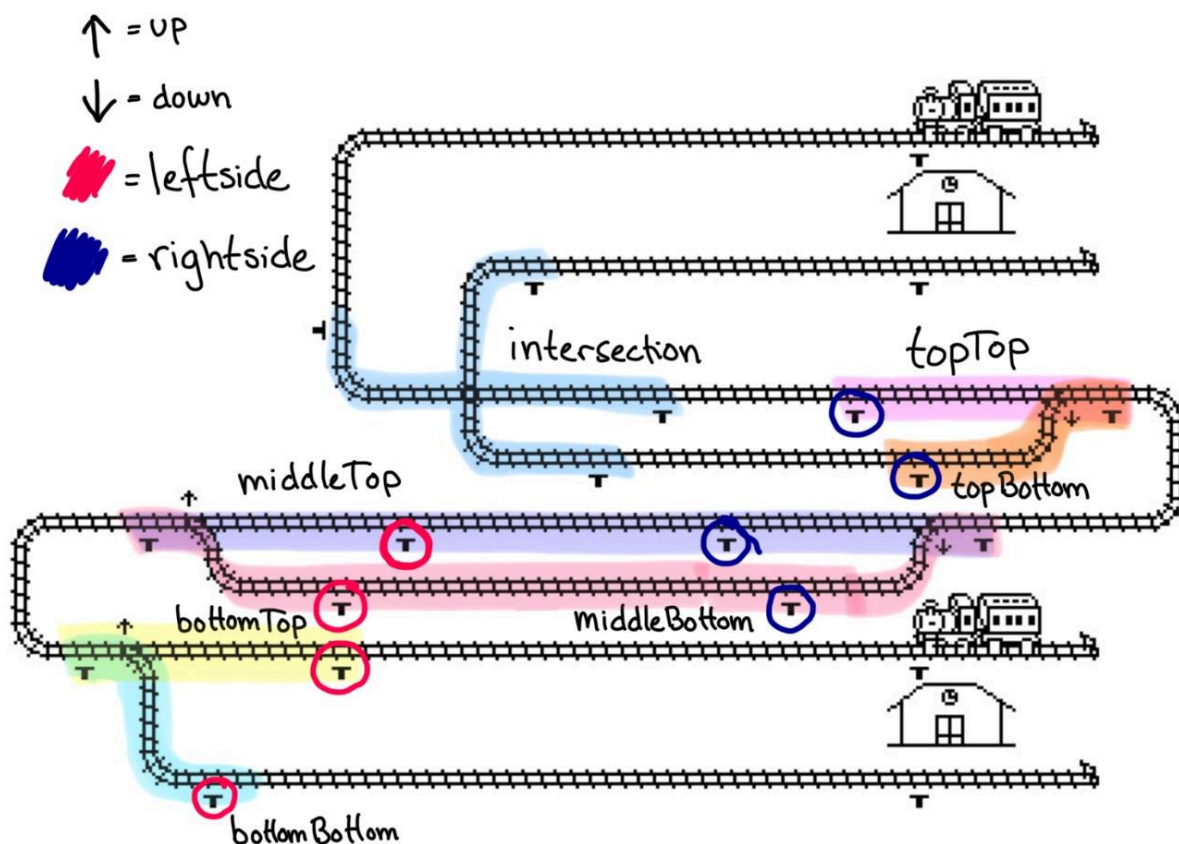 ↑ = up
↓ = down
= leftside
= rightside
intersection
topTop
topBottom
middleTop
bottomTop
middleBottom
bottomBottom